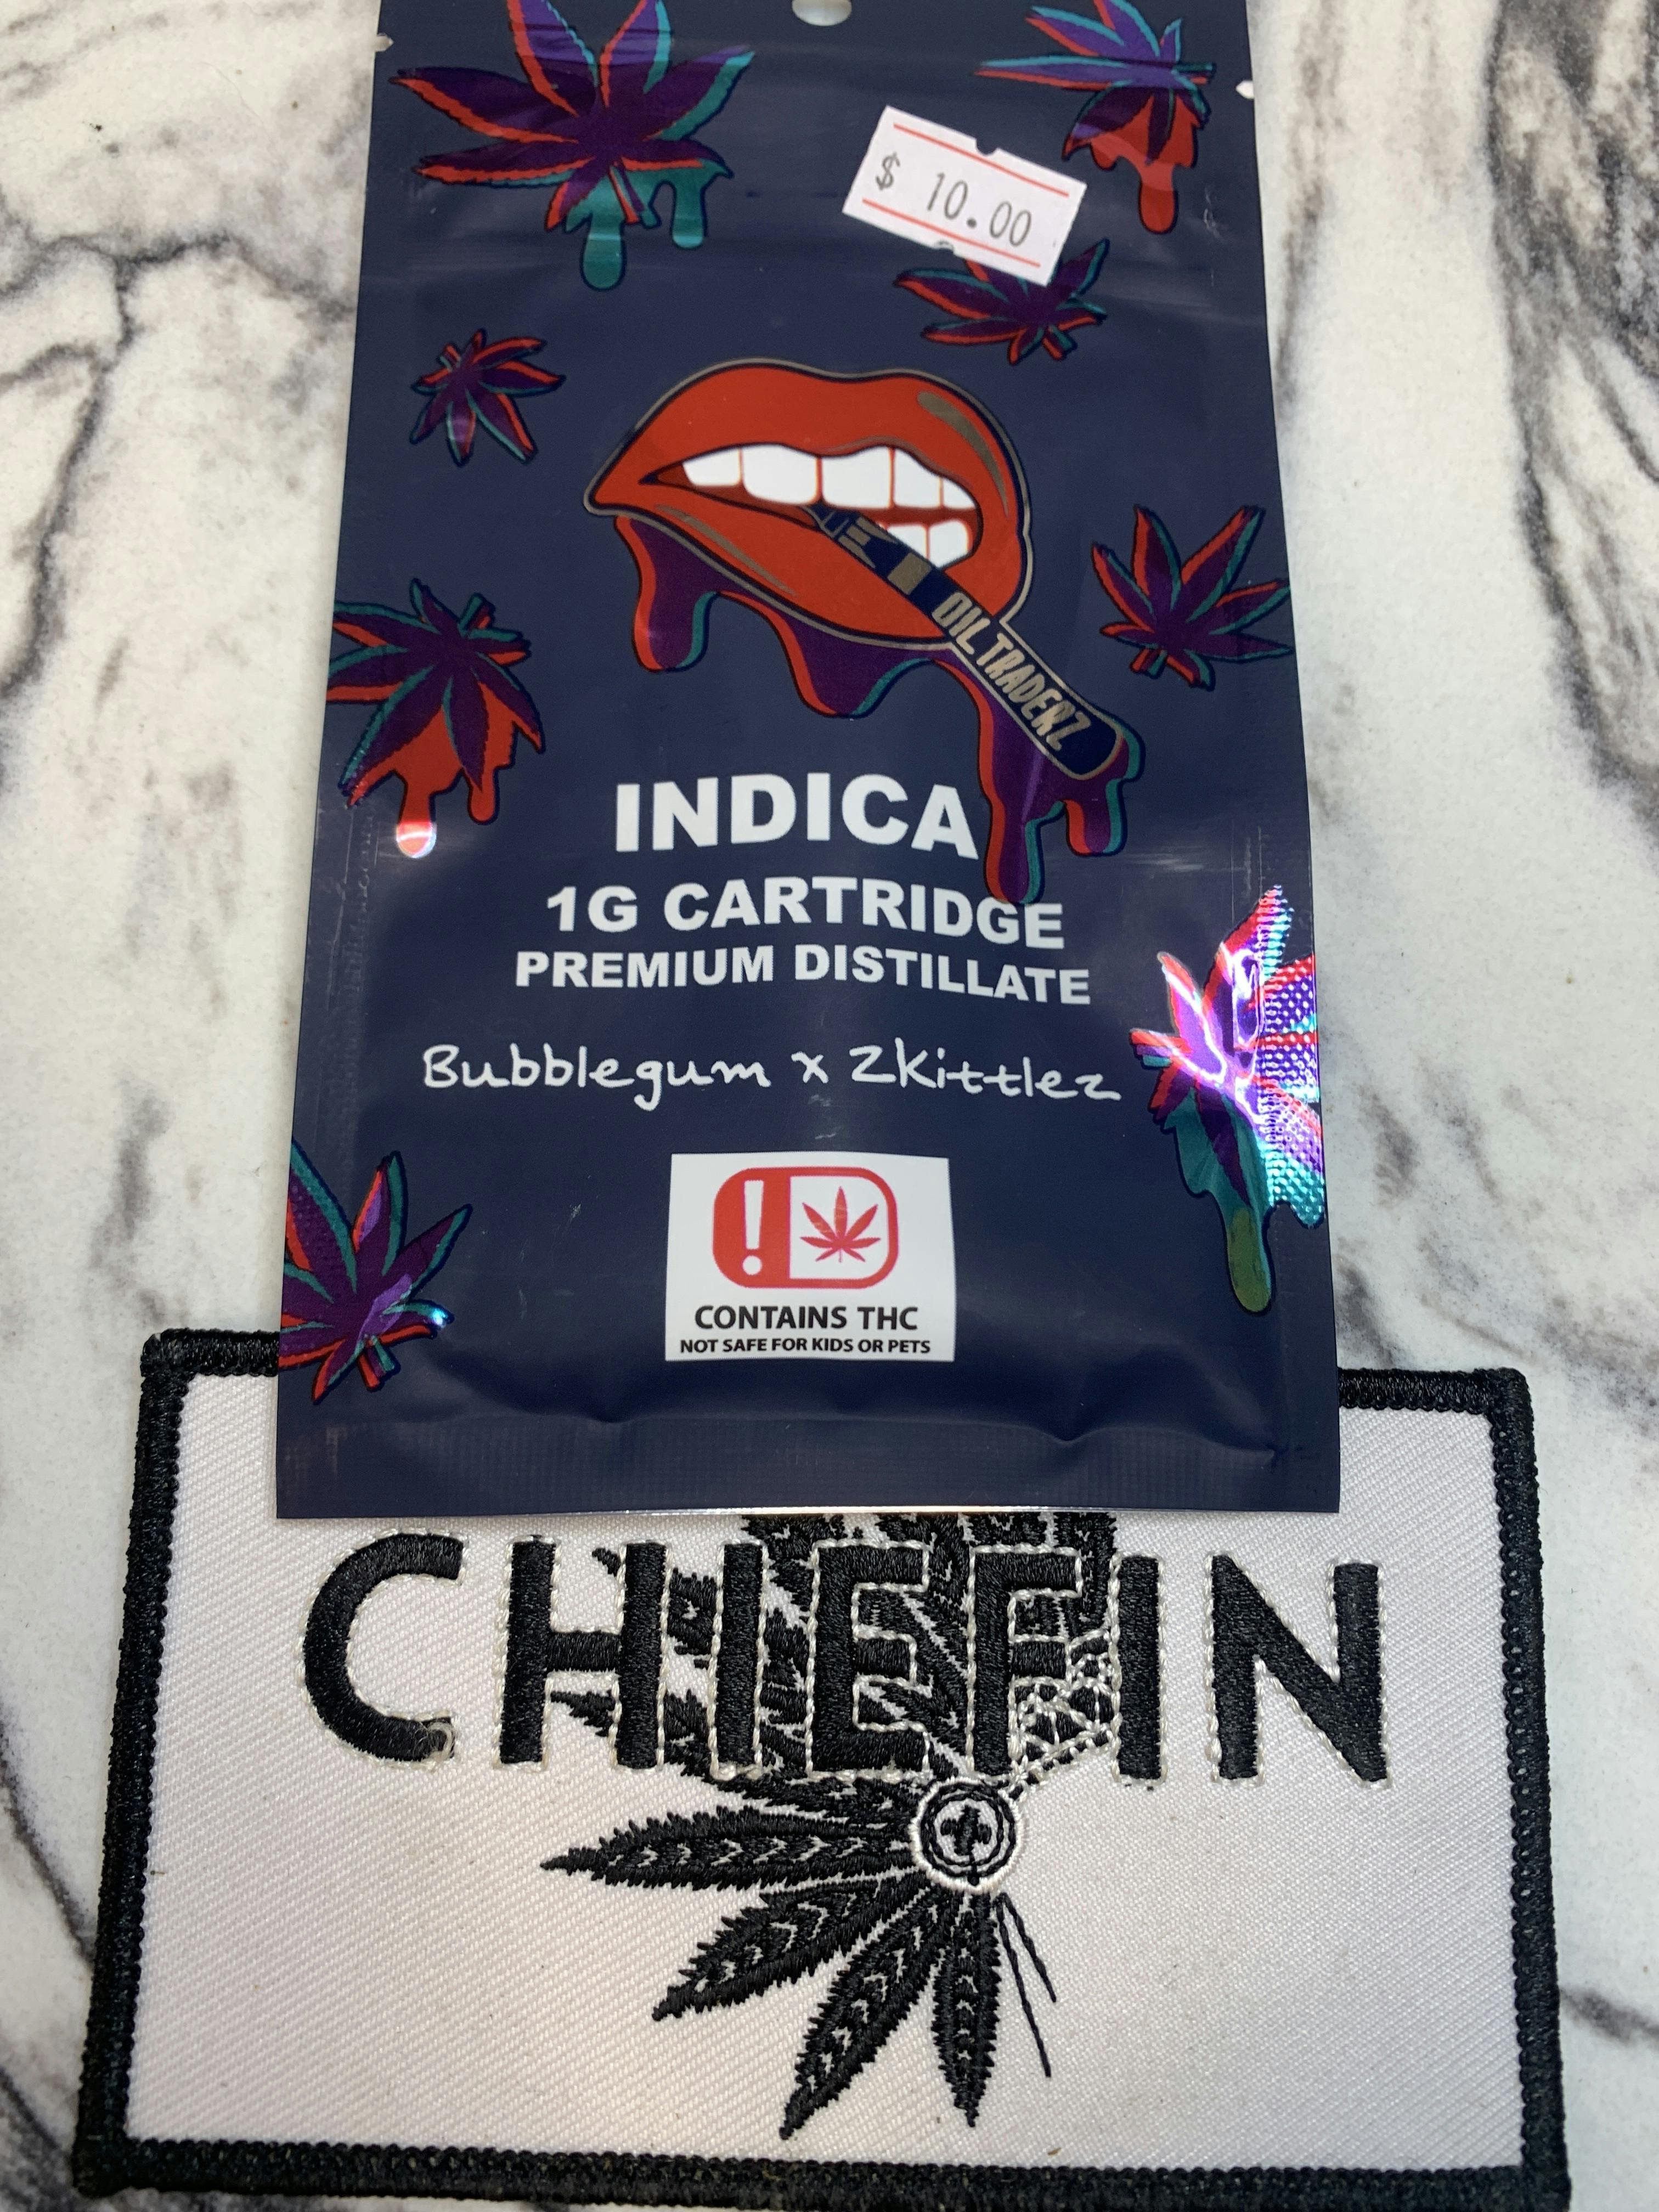 $ 10.00
OIL TRADERZ
INDICA
1G CARTRIDGE
PREMIUM DISTILLATE
Bubblegum x Zkittlez
!
CONTAINS THC
NOT SAFE FOR KIDS OR PETS
CHIEFIN